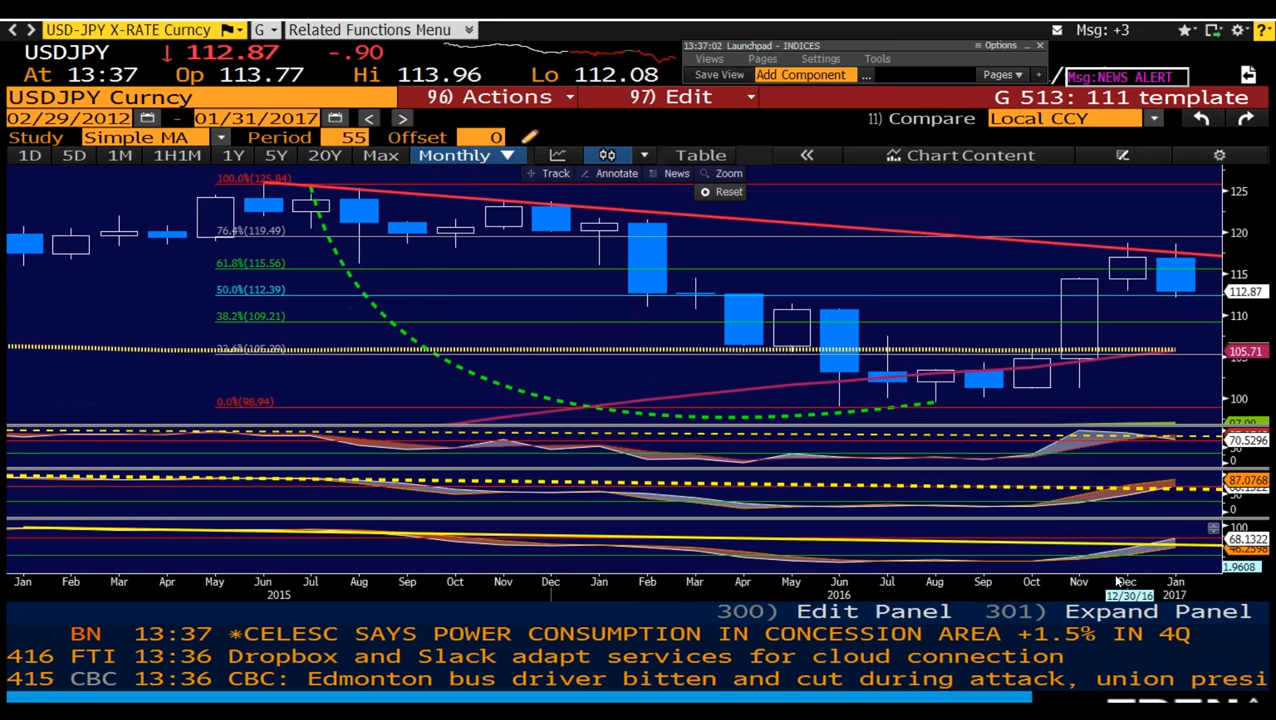 USD-JPY X-RATE Curncy G Related Functions Menu Msg: +3
USDJPY ↓ 112.87 -.90
13:37:02 Launchpad - INDICES Options
Views Pages Settings Tools
Save View Add Component ... Pages +
At 13:37 Op 113.77 Hi 113.96 Lo 112.08
/ Msg:NEWS ALERT
USDJPY Curncy 96) Actions 97) Edit G 513: 111 template
02/29/2012 - 01/31/2017 < > 11) Compare Local CCY
Study Simple MA Period 55 Offset 0
1D 5D 1M 1H1M 1Y 5Y 20Y Max Monthly Table « Chart Content
Track Annotate News Zoom
Reset
100.0%(125.84)
76.4%(119.49)
61.8%(115.56)
50.0%(112.39)
38.2%(109.21)
0.0%(98.94)
125
120
115
112.87
110
105.71
100
70.5296
0
87.0768
0
100
68.1322
1.9608
Jan Feb Mar Apr May Jun Jul Aug Sep Oct Nov Dec Jan Feb Mar Apr May Jun Jul Aug Sep Oct Nov Dec Jan
2015 2016 12/30/16 2017
300) Edit Panel 301) Expand Panel
BN 13:37 *CELESC SAYS POWER CONSUMPTION IN CONCESSION AREA +1.5% IN 4Q
416 FTI 13:36 Dropbox and Slack adapt services for cloud connection
415 CBC 13:36 CBC: Edmonton bus driver bitten and cut during attack, union presi